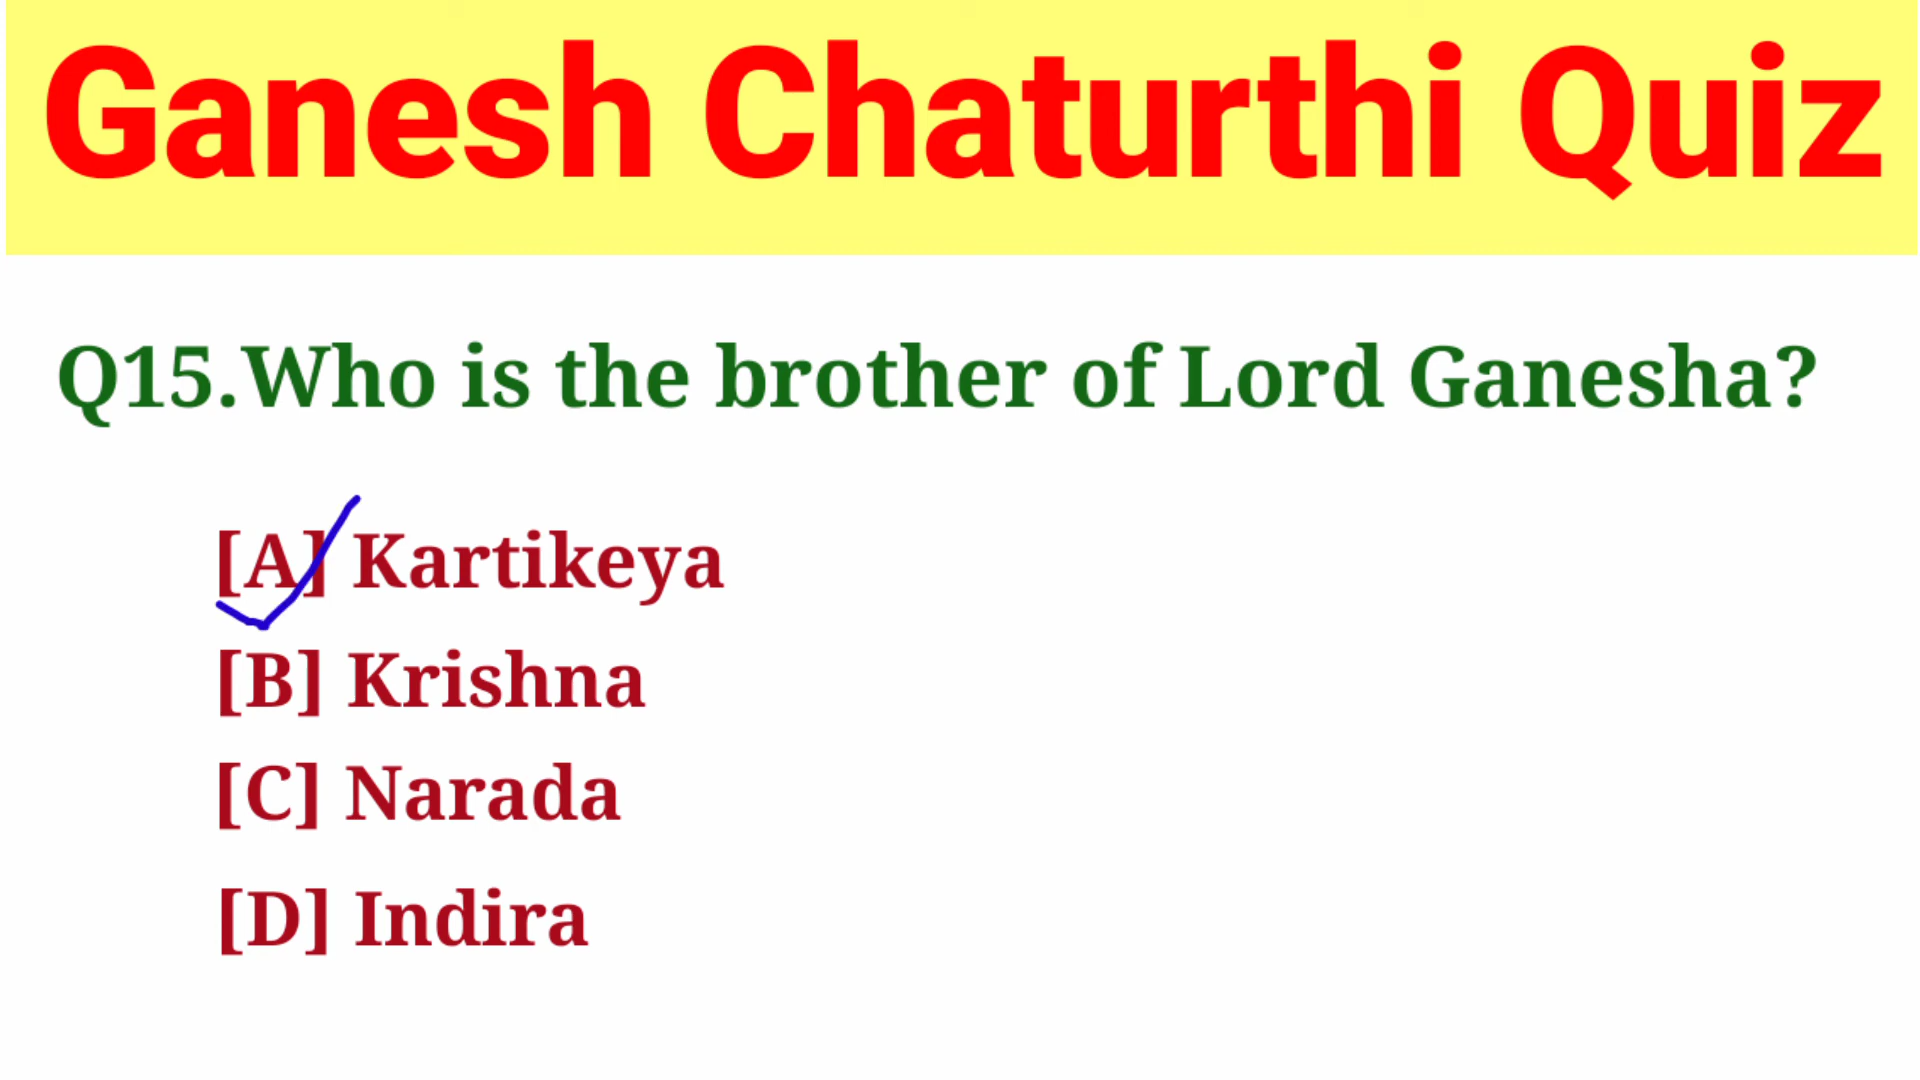 Ganesh Chaturthi Quiz
Q15.Who is the brother of Lord Ganesha?
[A] Kartikeya
[B] Krishna
[C] Narada
[D] Indira